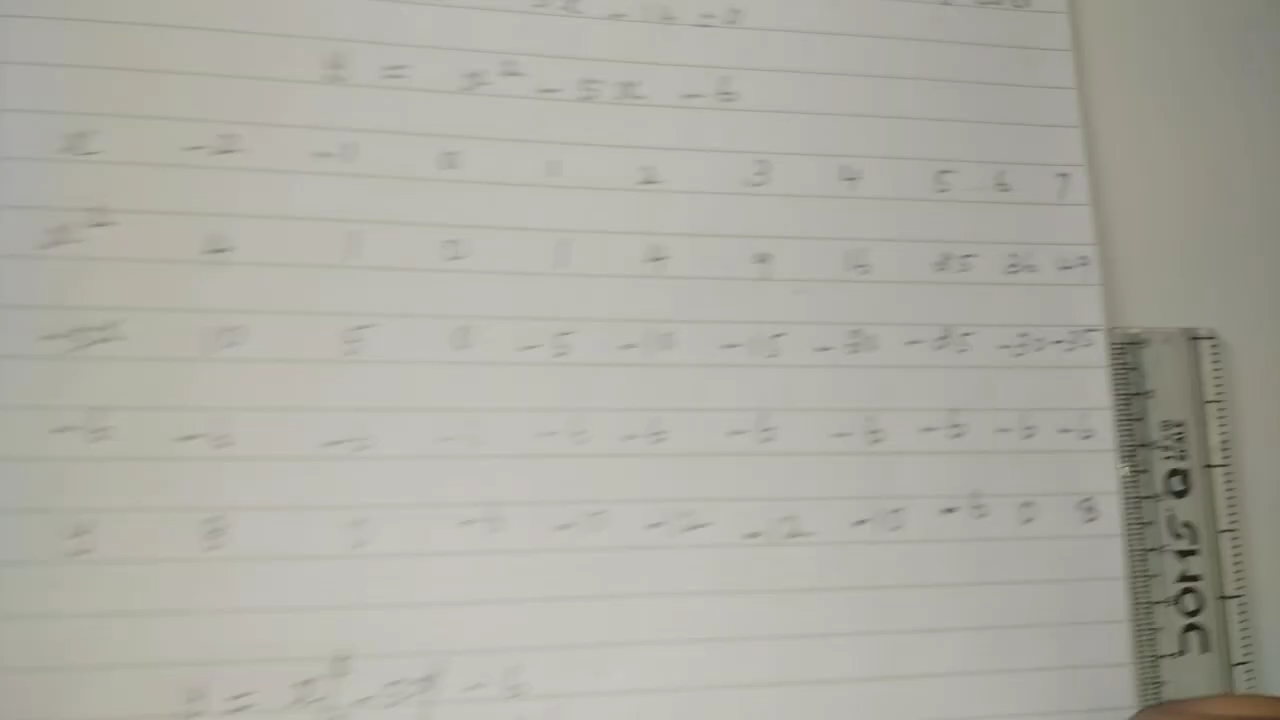 y = x² - 5x - 6
x -2 -1 0 1 2 3 4 5 6 7
x² 4 1 0 1 4 9 16 25 36 49
-5x 10 5 0 -5 -10 -15 -20 -25 -30 -35
-6 -6 -6 -6 -6 -6 -6 -6 -6 -6 -6
y 8 0 -6 -10 -12 -12 -10 -6 0 8
DOMS